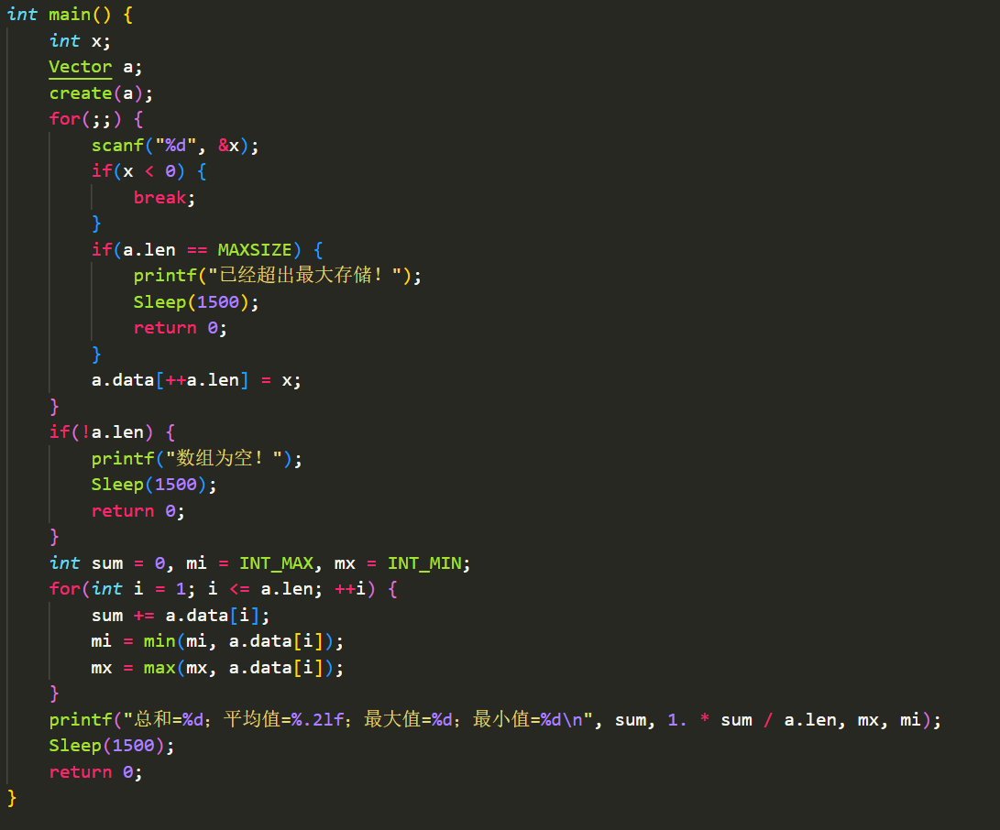 int main() {
    int x;
    Vector a;
    create(a);
    for(;;) {
        scanf("%d", &x);
        if(x < 0) {
            break;
        }
        if(a.len == MAXSIZE) {
            printf("已经超出最大存储！");
            Sleep(1500);
            return 0;
        }
        a.data[++a.len] = x;
    }
    if(!a.len) {
        printf("数组为空！");
        Sleep(1500);
        return 0;
    }
    int sum = 0, mi = INT_MAX, mx = INT_MIN;
    for(int i = 1; i <= a.len; ++i) {
        sum += a.data[i];
        mi = min(mi, a.data[i]);
        mx = max(mx, a.data[i]);
    }
    printf("总和=%d；平均值=%.2lf；最大值=%d；最小值=%d\n", sum, 1. * sum / a.len, mx, mi);
    Sleep(1500);
    return 0;
}